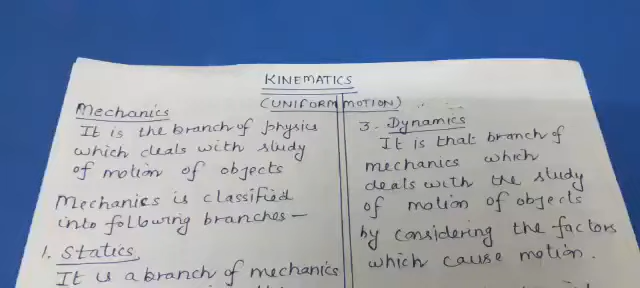 KINEMATICS
(UNIFORM MOTION)
Mechanics
It is the branch of physics
which deals with study
of motion of objects
Mechanics is classified
into following branches -
1. Statics
It is a branch of mechanics
3. Dynamics
It is that branch of
mechanics which
deals with the study
of motion of objects
by considering the factors
which cause motion.